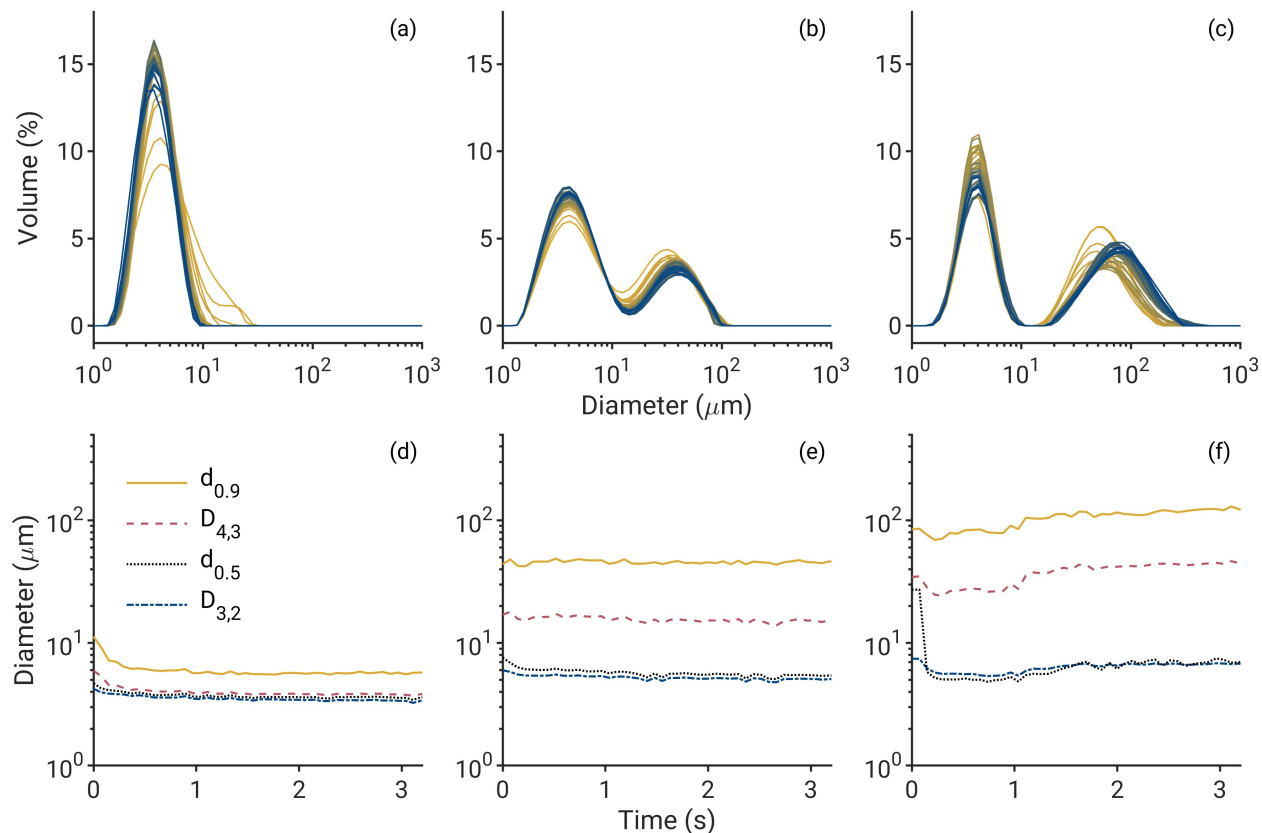 (a) (b) (c)
Volume (%)
15 15 15
10 10 10
5 5 5
0 0 0
10^0 10^1 10^2 10^3 10^0 10^1 10^2 10^3 10^0 10^1 10^2 10^3
Diameter (μm)
(d) (e) (f)
d_0.9
D_4,3
d_0.5
D_3,2
Diameter (μm)
10^2 10^2 10^2
10^1 10^1 10^1
10^0 10^0 10^0
0 1 2 3 0 1 2 3 0 1 2 3
Time (s)